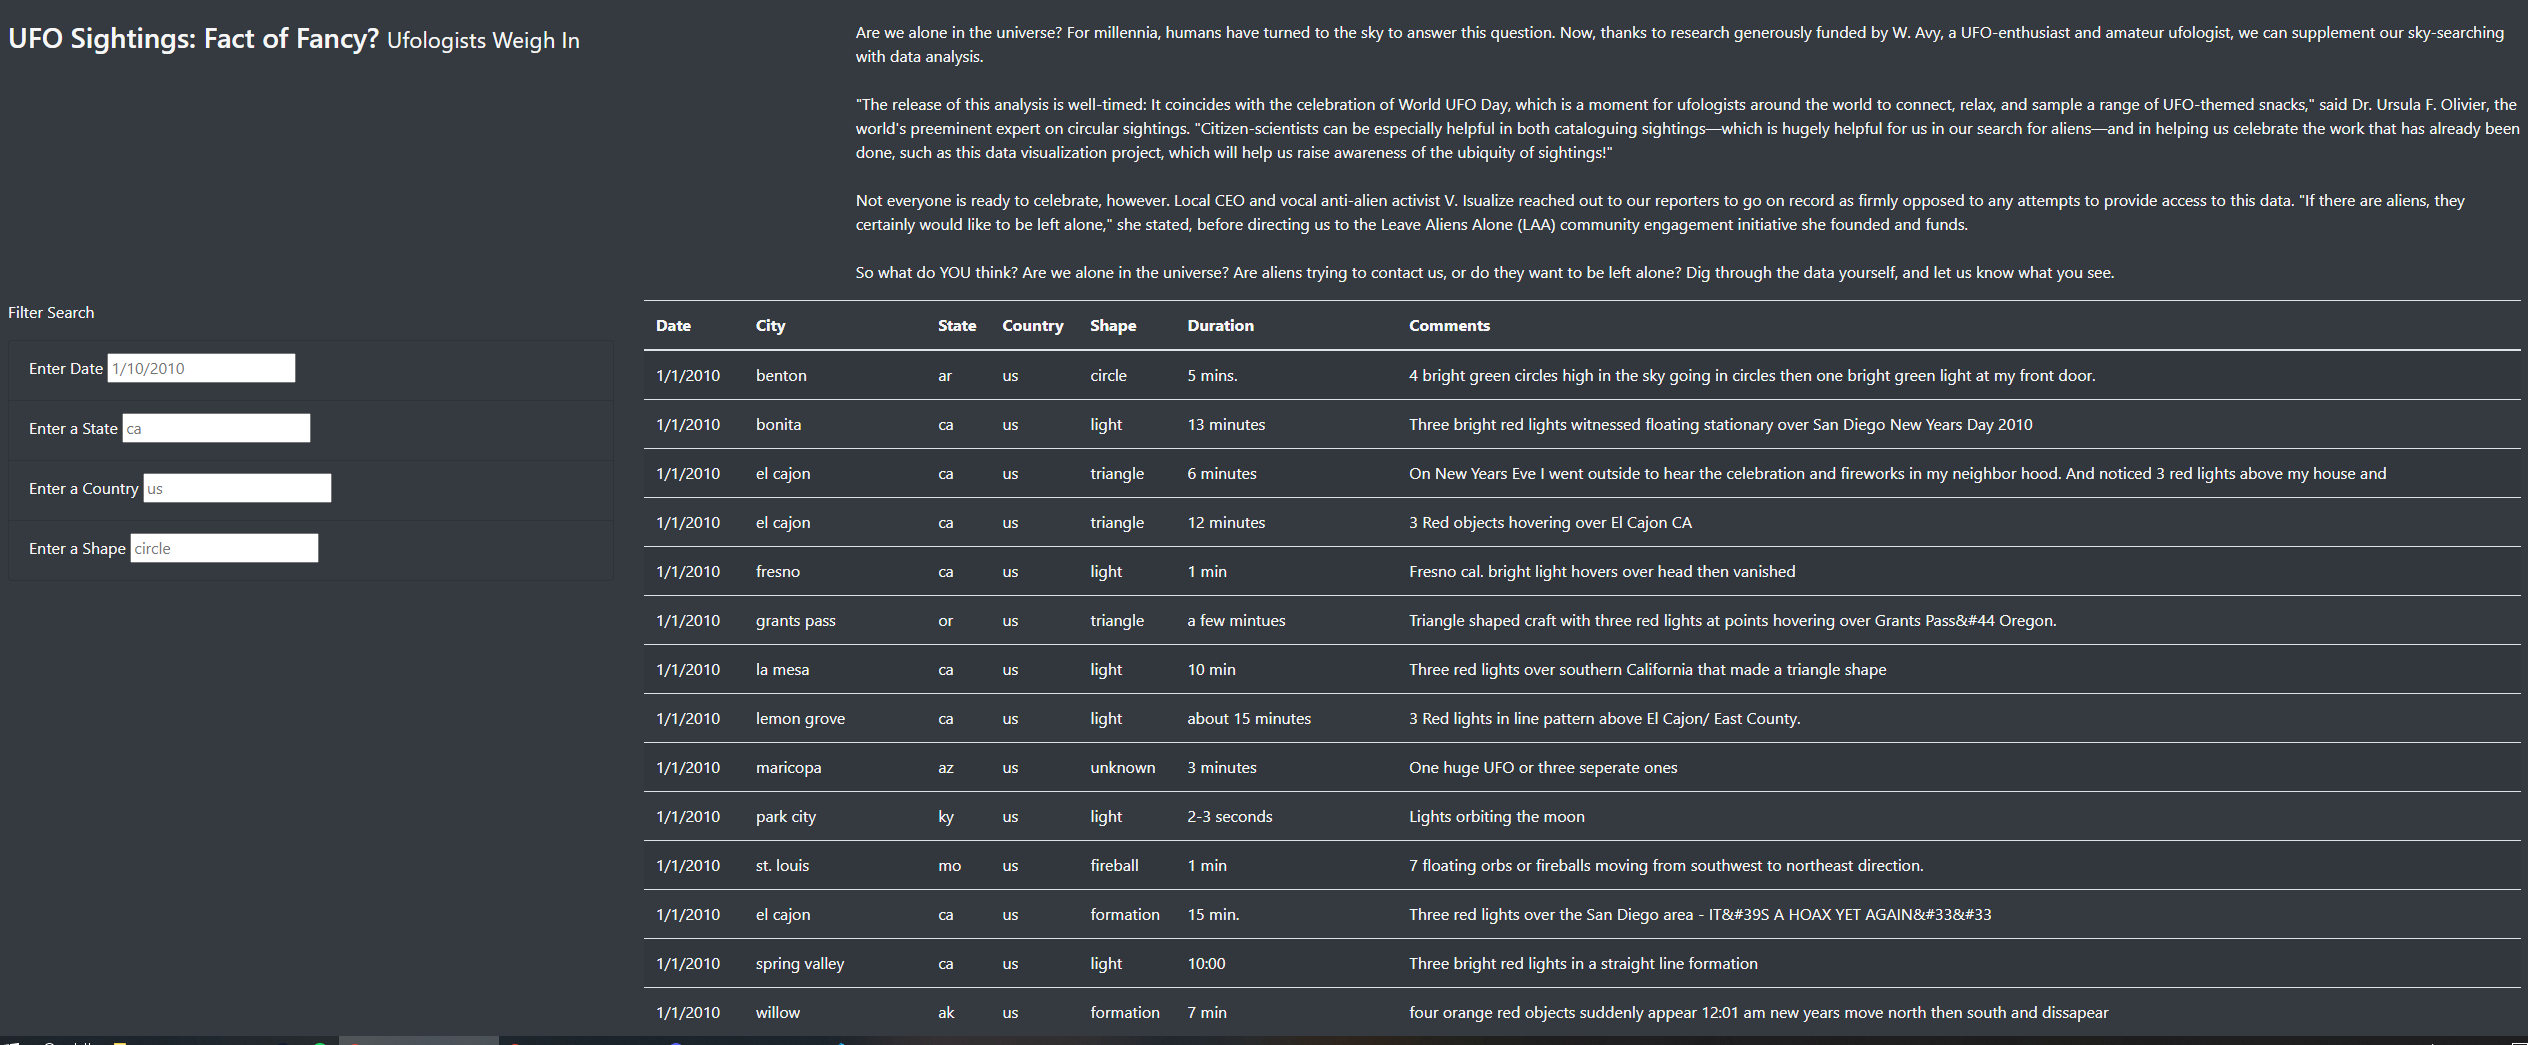 UFO Sightings: Fact of Fancy? Ufologists Weigh In
Are we alone in the universe? For millennia, humans have turned to the sky to answer this question. Now, thanks to research generously funded by W. Avy, a UFO-enthusiast and amateur ufologist, we can supplement our sky-searching
with data analysis.
"The release of this analysis is well-timed: It coincides with the celebration of World UFO Day, which is a moment for ufologists around the world to connect, relax, and sample a range of UFO-themed snacks," said Dr. Ursula F. Olivier, the
world's preeminent expert on circular sightings. "Citizen-scientists can be especially helpful in both cataloguing sightings—which is hugely helpful for us in our search for aliens—and in helping us celebrate the work that has already been
done, such as this data visualization project, which will help us raise awareness of the ubiquity of sightings!"
Not everyone is ready to celebrate, however. Local CEO and vocal anti-alien activist V. Isualize reached out to our reporters to go on record as firmly opposed to any attempts to provide access to this data. "If there are aliens, they
certainly would like to be left alone," she stated, before directing us to the Leave Aliens Alone (LAA) community engagement initiative she founded and funds.
So what do YOU think? Are we alone in the universe? Are aliens trying to contact us, or do they want to be left alone? Dig through the data yourself, and let us know what you see.
Filter Search
Enter Date 1/10/2010
Enter a State ca
Enter a Country us
Enter a Shape circle
Date City State Country Shape Duration Comments
1/1/2010 benton ar us circle 5 mins. 4 bright green circles high in the sky going in circles then one bright green light at my front door.
1/1/2010 bonita ca us light 13 minutes Three bright red lights witnessed floating stationary over San Diego New Years Day 2010
1/1/2010 el cajon ca us triangle 6 minutes On New Years Eve I went outside to hear the celebration and fireworks in my neighbor hood. And noticed 3 red lights above my house and
1/1/2010 el cajon ca us triangle 12 minutes 3 Red objects hovering over El Cajon CA
1/1/2010 fresno ca us light 1 min Fresno cal. bright light hovers over head then vanished
1/1/2010 grants pass or us triangle a few mintues Triangle shaped craft with three red lights at points hovering over Grants Pass&#44 Oregon.
1/1/2010 la mesa ca us light 10 min Three red lights over southern California that made a triangle shape
1/1/2010 lemon grove ca us light about 15 minutes 3 Red lights in line pattern above El Cajon/ East County.
1/1/2010 maricopa az us unknown 3 minutes One huge UFO or three seperate ones
1/1/2010 park city ky us light 2-3 seconds Lights orbiting the moon
1/1/2010 st. louis mo us fireball 1 min 7 floating orbs or fireballs moving from southwest to northeast direction.
1/1/2010 el cajon ca us formation 15 min. Three red lights over the San Diego area - IT&#39S A HOAX YET AGAIN&#33&#33
1/1/2010 spring valley ca us light 10:00 Three bright red lights in a straight line formation
1/1/2010 willow ak us formation 7 min four orange red objects suddenly appear 12:01 am new years move north then south and dissapear